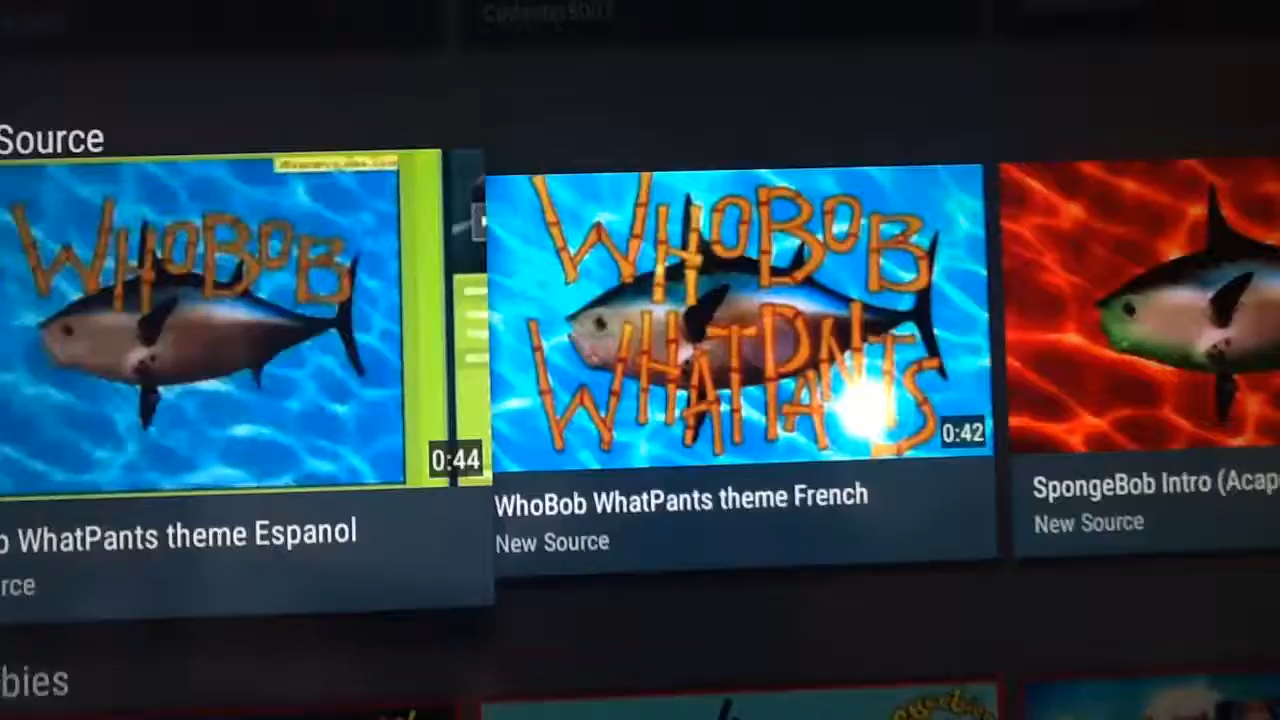 Source
WHOBOB
0:44
b WhatPants theme Espanol
rce
WHOBOB
WHATPANTS
0:42
WhoBob WhatPants theme French
New Source
SpongeBob Intro (Acap
New Source
bies